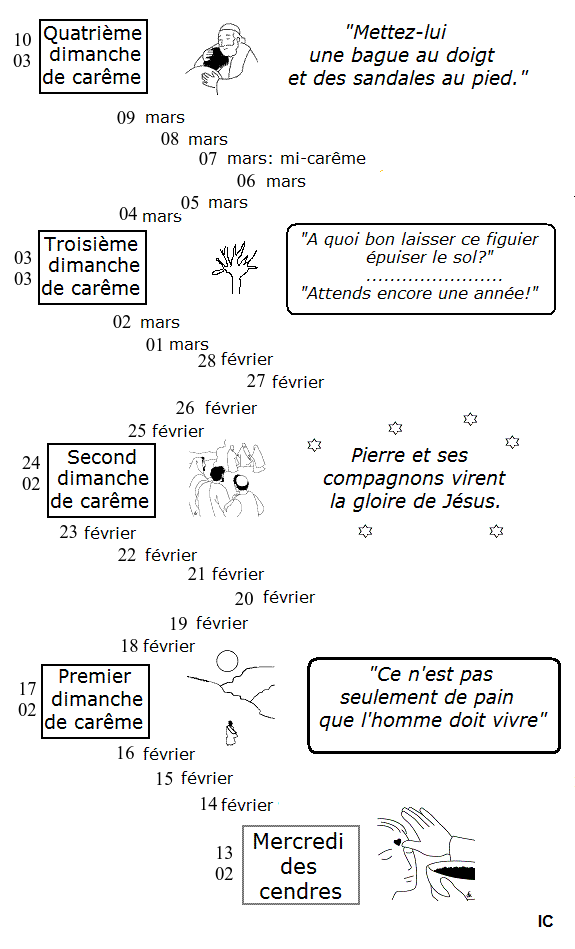 10
03
Quatrième
dimanche
de carême
"Mettez-lui
une bague au doigt
et des sandales au pied."
09 mars
08 mars
07 mars: mi-carême
06 mars
05 mars
04 mars
03
03
Troisième
dimanche
de carême
"A quoi bon laisser ce figuier
épuiser le sol?"
.......................
"Attends encore une année!"
02 mars
01 mars
28 février
27 février
26 février
25 février
24
02
Second
dimanche
de carême
Pierre et ses
compagnons virent
la gloire de Jésus.
23 février
22 février
21 février
20 février
19 février
18 février
17
02
Premier
dimanche
de carême
"Ce n'est pas
seulement de pain
que l'homme doit vivre"
16 février
15 février
14 février
13
02
Mercredi
des
cendres
IC